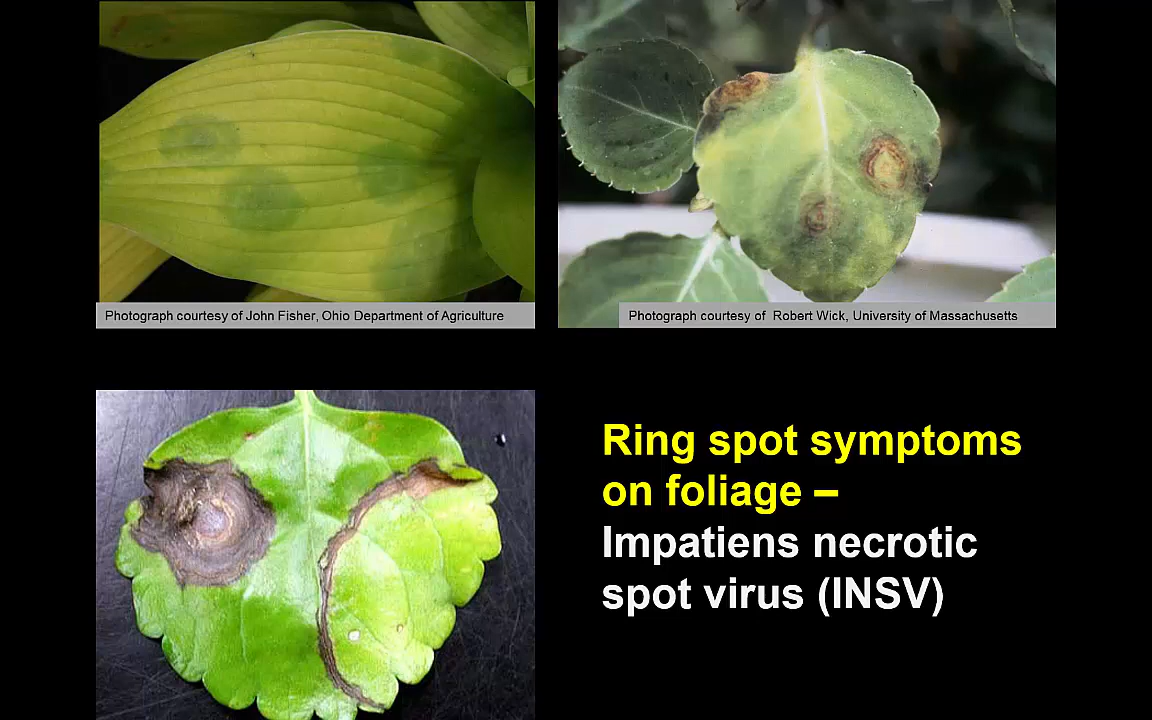 Photograph courtesy of John Fisher, Ohio Department of Agriculture
Photograph courtesy of Robert Wick, University of Massachusetts
Ring spot symptoms
on foliage –
Impatiens necrotic
spot virus (INSV)